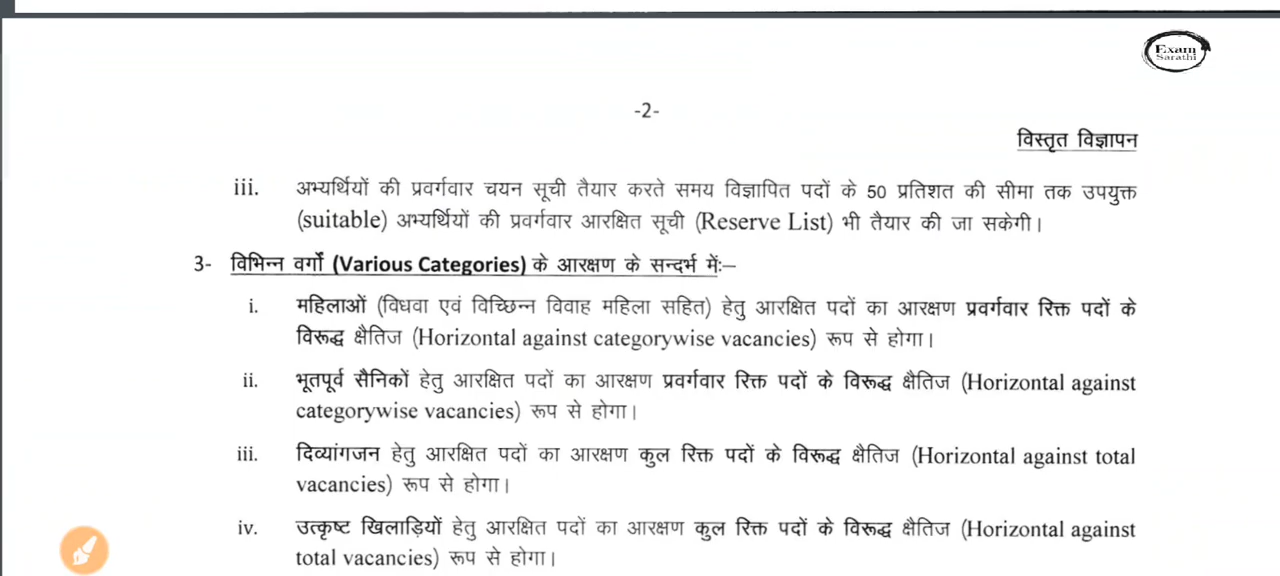 Exam
Sarathi
-2-
विस्तृत विज्ञापन
iii. अभ्यर्थियों की प्रवर्गवार चयन सूची तैयार करते समय विज्ञापित पदों के 50 प्रतिशत की सीमा तक उपयुक्त
(suitable) अभ्यर्थियों की प्रवर्गवार आरक्षित सूची (Reserve List) भी तैयार की जा सकेगी।
3- विभिन्न वर्गों (Various Categories) के आरक्षण के सन्दर्भ में:–
i. महिलाओं (विधवा एवं विच्छिन्न विवाह महिला सहित) हेतु आरक्षित पदों का आरक्षण प्रवर्गवार रिक्त पदों के
विरूद्ध क्षैतिज (Horizontal against categorywise vacancies) रूप से होगा।
ii. भूतपूर्व सैनिकों हेतु आरक्षित पदों का आरक्षण प्रवर्गवार रिक्त पदों के विरूद्ध क्षैतिज (Horizontal against
categorywise vacancies) रूप से होगा।
iii. दिव्यांगजन हेतु आरक्षित पदों का आरक्षण कुल रिक्त पदों के विरूद्ध क्षैतिज (Horizontal against total
vacancies) रूप से होगा।
iv. उत्कृष्ट खिलाड़ियों हेतु आरक्षित पदों का आरक्षण कुल रिक्त पदों के विरूद्ध क्षैतिज (Horizontal against
total vacancies) रूप से होगा।